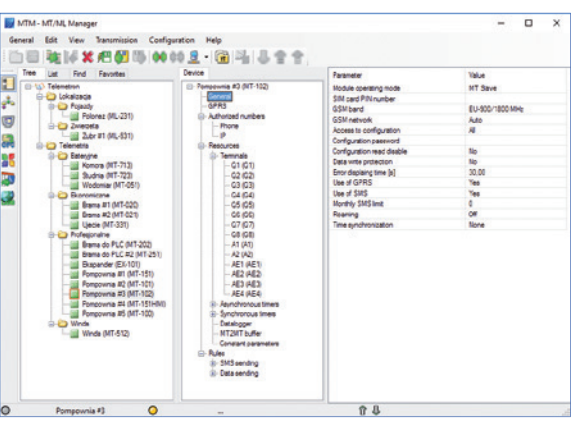 MTM - MT/ML Manager
General Edit View Transmission Configuration Help
Tree List Find Favorites
Telemetron
Lokalizacja
Pojazdy
Polonez (ML-231)
Zwierzęta
Żubr #1 (ML-931)
Telemetria
Bateryjne
Komora (MT-713)
Studnia (MT-723)
Wodomiar (MT-051)
Ekonomiczne
Brama #1 (MT-020)
Brama #2 (MT-021)
Ujęcie (MT-331)
Profesjonalne
Brama do PLC (MT-202)
Brama do PLC #2 (MT-251)
Ekspander (EX-101)
Pompownia #1 (MT-151)
Pompownia #2 (MT-101)
Pompownia #3 (MT-102)
Pompownia #4 (MT-151HMI)
Pompownia #5 (MT-100)
Winda
Winda (MT-512)
Device
Pompownia #3 (MT-102)
General
GPRS
Authorized numbers
Phone
IP
Resources
Terminals
G1 (G1)
G2 (G2)
G3 (G3)
G4 (G4)
G5 (G5)
G6 (G6)
G7 (G7)
G8 (G8)
A1 (A1)
A2 (A2)
AE1 (AE1)
AE2 (AE2)
AE3 (AE3)
AE4 (AE4)
Asynchronous timers
Synchronous timers
Datalogger
MT2MT buffer
Constant parameters
Rules
SMS sending
Data sending
Parameter Value
Module operating mode MT Slave
SIM card PIN number
GSM band EU-900/1800 MHz
GSM network Auto
Access to configuration All
Configuration password
Configuration read disable No
Data write protection No
Error displaing time [s] 30,00
Use of GPRS Yes
Use of SMS Yes
Monthly SMS limit 0
Roaming Off
Time synchronization None
Pompownia #3 ...